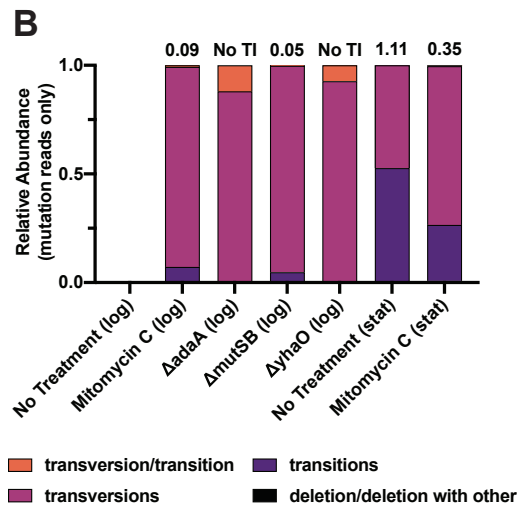 B
0.09 No TI 0.05 No TI 1.11 0.35
Relative Abundance
(mutation reads only)
1.0
0.5
0.0
No Treatment (log)
Mitomycin C (log)
ΔadaA (log)
ΔmutSB (log)
ΔyhaO (log)
No Treatment (stat)
Mitomycin C (stat)
transversion/transition
transitions
transversions
deletion/deletion with other